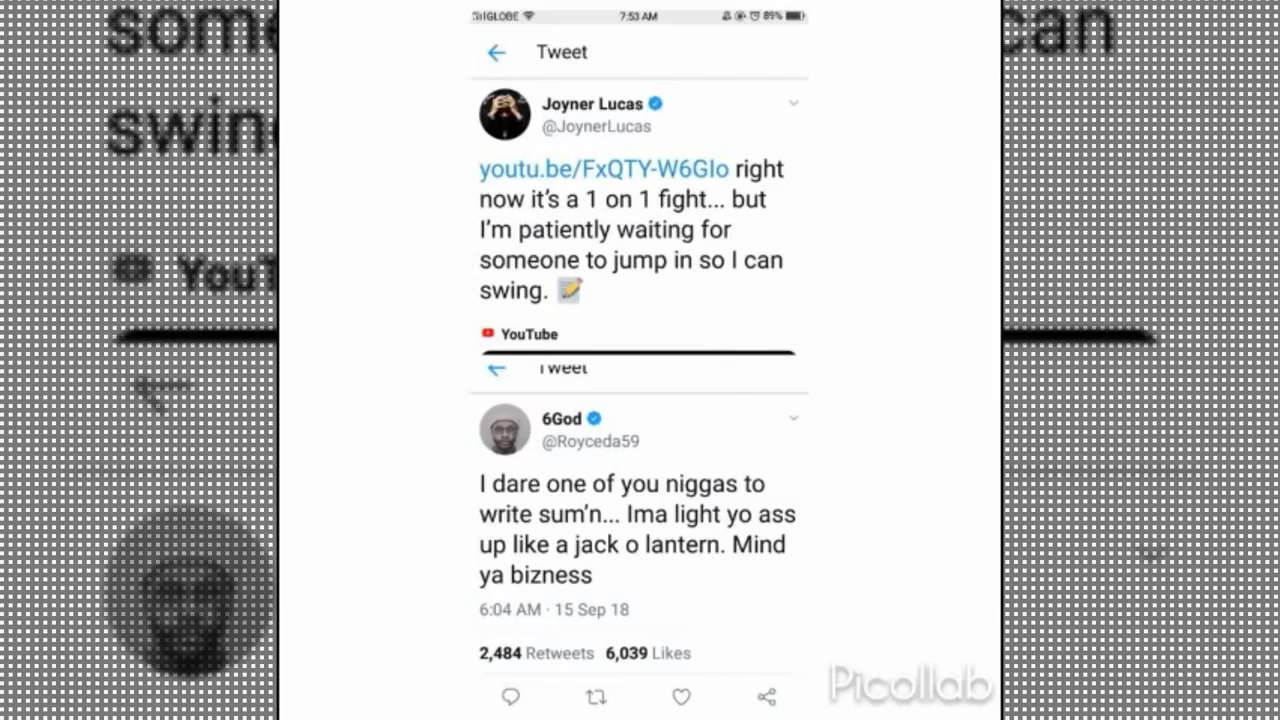 GLOBE 7:53 AM 89%
Tweet
Joyner Lucas
@JoynerLucas
youtu.be/FxQTY-W6GIo right
now it's a 1 on 1 fight... but
I'm patiently waiting for
someone to jump in so I can
swing.
YouTube
Tweet
6God
@Royceda59
I dare one of you niggas to
write sum'n... Ima light yo ass
up like a jack o lantern. Mind
ya bizness
6:04 AM · 15 Sep 18
2,484 Retweets 6,039 Likes
Picollab
some
can
swing
YouT